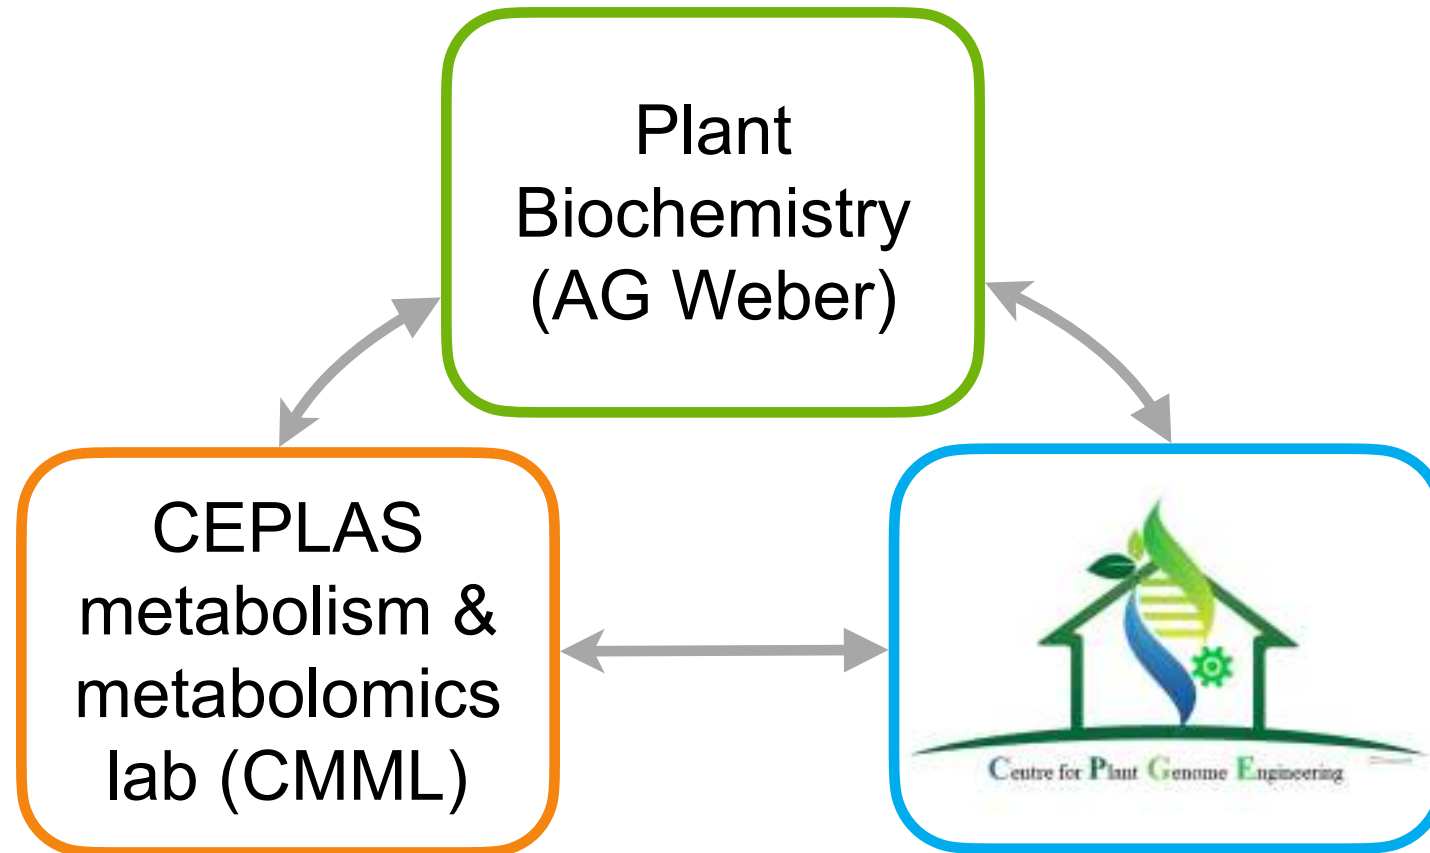 Plant
Biochemistry
(AG Weber)
CEPLAS
metabolism &
metabolomics
lab (CMML)
Centre for Plant Genome Engineering